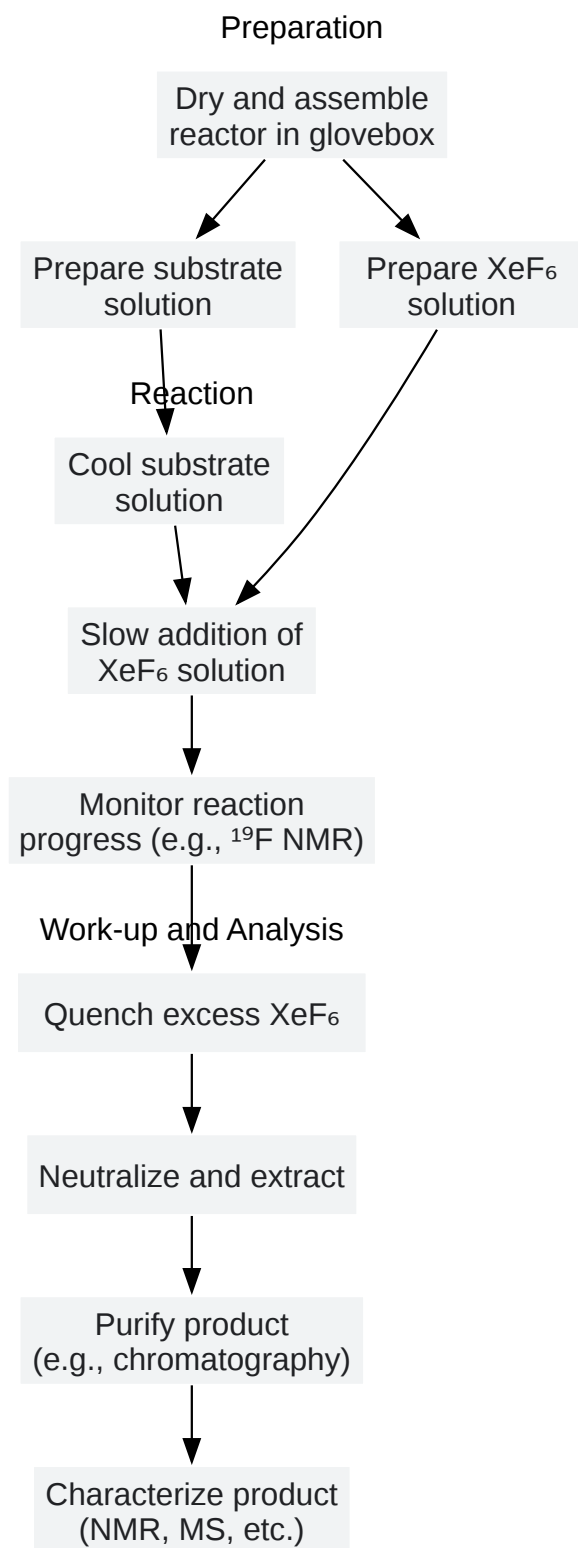 Preparation
Dry and assemble
reactor in glovebox
Prepare substrate
solution
Prepare XeF₆
solution
Reaction
Cool substrate
solution
Slow addition of
XeF₆ solution
Monitor reaction
progress (e.g., ¹⁹F NMR)
Work-up and Analysis
Quench excess XeF₆
Neutralize and extract
Purify product
(e.g., chromatography)
Characterize product
(NMR, MS, etc.)